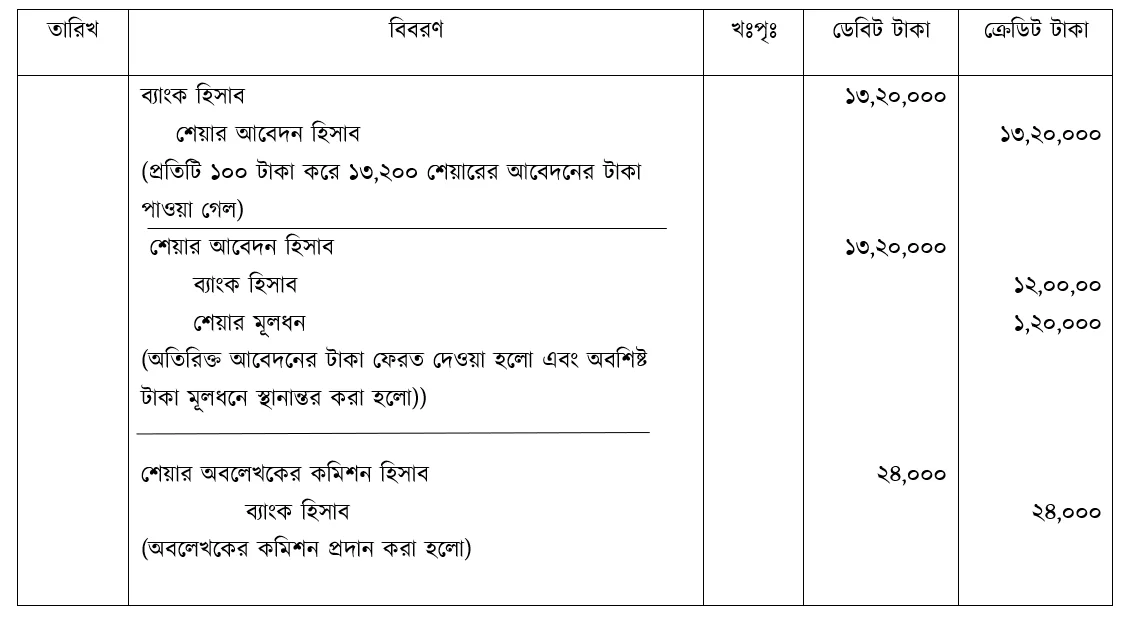 তারিখ বিবরণ খঃপৃঃ ডেবিট টাকা ক্রেডিট টাকা
ব্যাংক হিসাব ১৩,২০,০০০
শেয়ার আবেদন হিসাব ১৩,২০,০০০
(প্রতিটি ১০০ টাকা করে ১৩,২০০ শেয়ারের আবেদনের টাকা
পাওয়া গেল)
শেয়ার আবেদন হিসাব ১৩,২০,০০০
ব্যাংক হিসাব ১২,০০,০০
শেয়ার মূলধন ১,২০,০০০
(অতিরিক্ত আবেদনের টাকা ফেরত দেওয়া হলো এবং অবশিষ্ট
টাকা মূলধনে স্থানান্তর করা হলো))
শেয়ার অবলেখকের কমিশন হিসাব ২৪,০০০
ব্যাংক হিসাব ২৪,০০০
(অবলেখকের কমিশন প্রদান করা হলো)